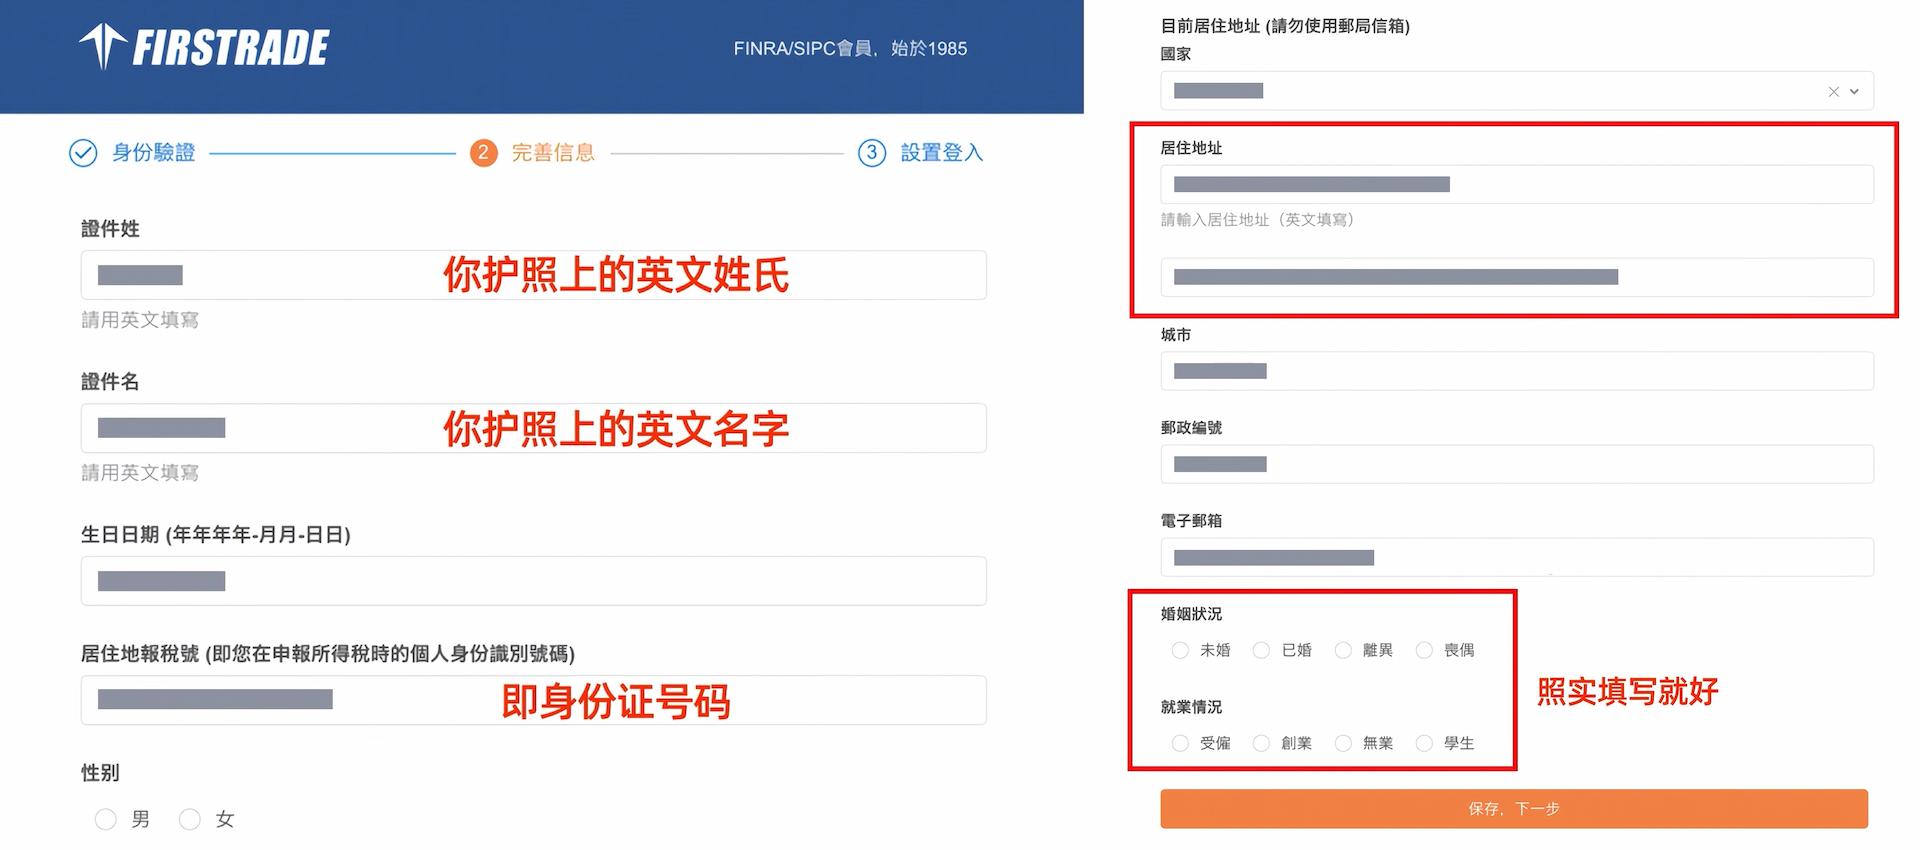 FIRSTRADE
FINRA/SIPC會員，始於1985
身份驗證
2 完善信息
3 設置登入
證件姓
你护照上的英文姓氏
請用英文填寫
證件名
你护照上的英文名字
請用英文填寫
生日日期 (年年年年-月月-日日)
居住地報稅號 (即您在申報所得稅時的個人身份識別號碼)
即身份证号码
性別
男 女
目前居住地址 (請勿使用郵局信箱)
國家
居住地址
請輸入居住地址（英文填寫）
城市
郵政編號
電子郵箱
婚姻狀況
未婚 已婚 離異 喪偶
照实填写就好
就業情況
受僱 創業 無業 學生
保存，下一步